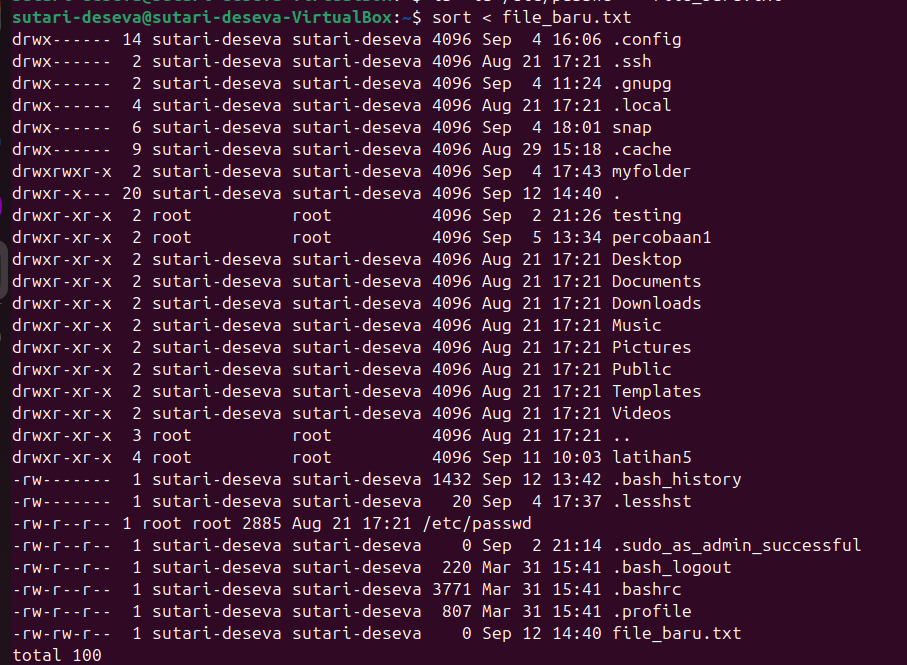 sutari-deseva@sutari-deseva-VirtualBox:~$ sort < file_baru.txt
drwx------ 14 sutari-deseva sutari-deseva 4096 Sep  4 16:06 .config
drwx------  2 sutari-deseva sutari-deseva 4096 Aug 21 17:21 .ssh
drwx------  2 sutari-deseva sutari-deseva 4096 Sep  4 11:24 .gnupg
drwx------  4 sutari-deseva sutari-deseva 4096 Aug 21 17:21 .local
drwx------  6 sutari-deseva sutari-deseva 4096 Sep  4 18:01 snap
drwx------  9 sutari-deseva sutari-deseva 4096 Aug 29 15:18 .cache
drwxrwxr-x  2 sutari-deseva sutari-deseva 4096 Sep  4 17:43 myfolder
drwxr-x--- 20 sutari-deseva sutari-deseva 4096 Sep 12 14:40 .
drwxr-xr-x  2 root          root          4096 Sep  2 21:26 testing
drwxr-xr-x  2 root          root          4096 Sep  5 13:34 percobaan1
drwxr-xr-x  2 sutari-deseva sutari-deseva 4096 Aug 21 17:21 Desktop
drwxr-xr-x  2 sutari-deseva sutari-deseva 4096 Aug 21 17:21 Documents
drwxr-xr-x  2 sutari-deseva sutari-deseva 4096 Aug 21 17:21 Downloads
drwxr-xr-x  2 sutari-deseva sutari-deseva 4096 Aug 21 17:21 Music
drwxr-xr-x  2 sutari-deseva sutari-deseva 4096 Aug 21 17:21 Pictures
drwxr-xr-x  2 sutari-deseva sutari-deseva 4096 Aug 21 17:21 Public
drwxr-xr-x  2 sutari-deseva sutari-deseva 4096 Aug 21 17:21 Templates
drwxr-xr-x  2 sutari-deseva sutari-deseva 4096 Aug 21 17:21 Videos
drwxr-xr-x  3 root          root          4096 Aug 21 17:21 ..
drwxr-xr-x  4 root          root          4096 Sep 11 10:03 latihan5
-rw-------  1 sutari-deseva sutari-deseva 1432 Sep 12 13:42 .bash_history
-rw-------  1 sutari-deseva sutari-deseva   20 Sep  4 17:37 .lesshst
-rw-r--r-- 1 root root 2885 Aug 21 17:21 /etc/passwd
-rw-r--r--  1 sutari-deseva sutari-deseva    0 Sep  2 21:14 .sudo_as_admin_successful
-rw-r--r--  1 sutari-deseva sutari-deseva  220 Mar 31 15:41 .bash_logout
-rw-r--r--  1 sutari-deseva sutari-deseva 3771 Mar 31 15:41 .bashrc
-rw-r--r--  1 sutari-deseva sutari-deseva  807 Mar 31 15:41 .profile
-rw-rw-r--  1 sutari-deseva sutari-deseva    0 Sep 12 14:40 file_baru.txt
total 100